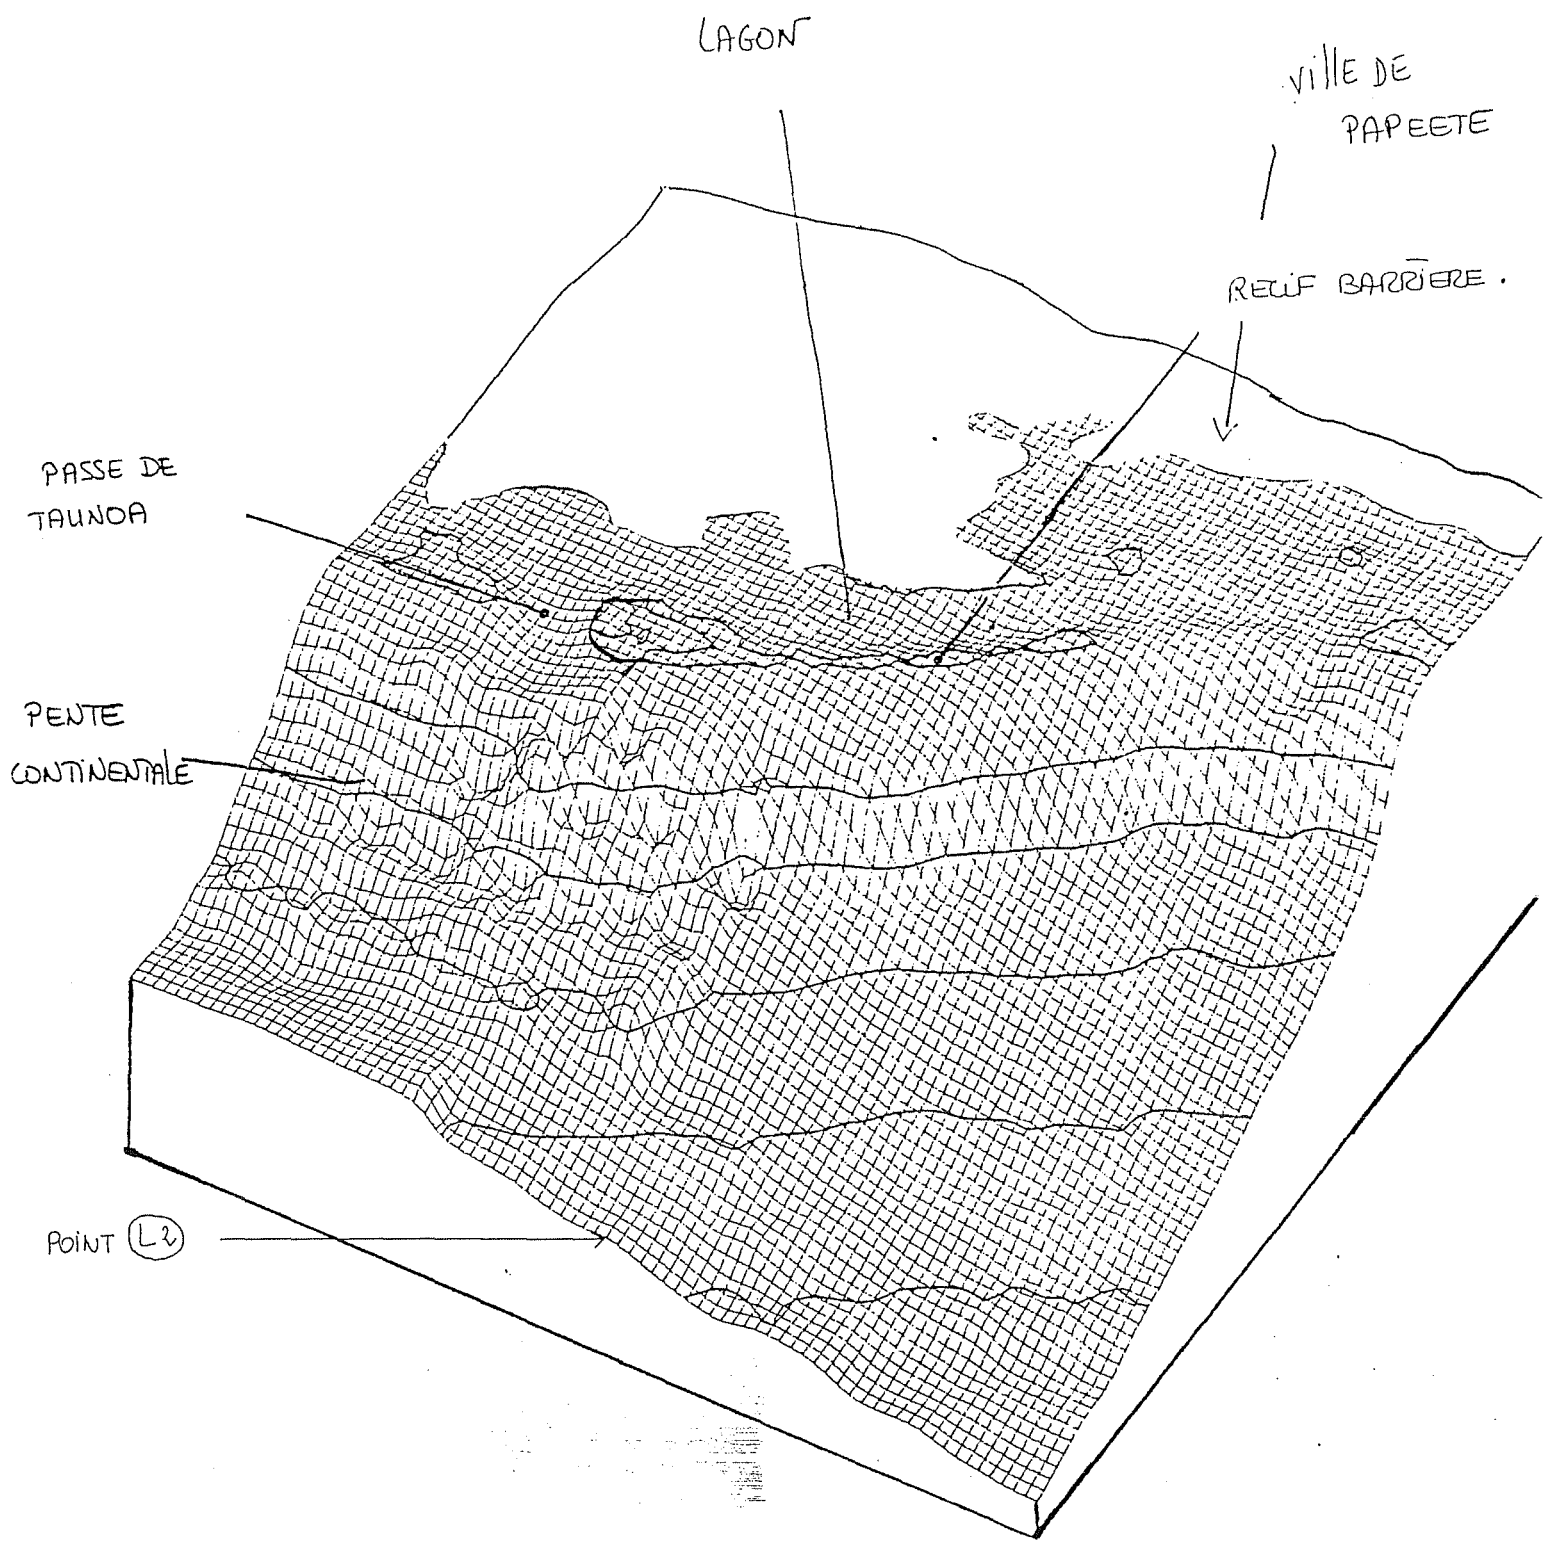 LAGON
ville DE
PAPEETE
RECIF BARRIERE.
PASSE DE
TAUNOA
PENTE
CONTINENTALE
POINT L2